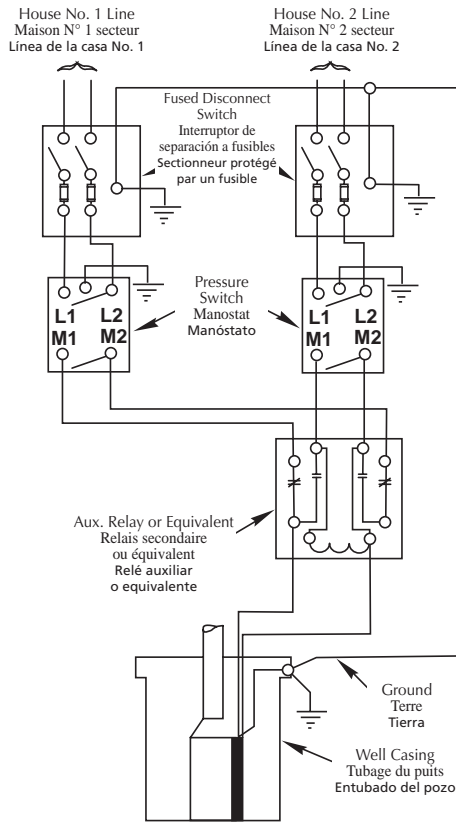 House No. 1 Line
Maison N° 1 secteur
Línea de la casa No. 1
House No. 2 Line
Maison N° 2 secteur
Línea de la casa No. 2
Fused Disconnect
Switch
Interruptor de
separación a fusibles
Sectionneur protégé
par un fusible
L1 L2
M1 M2
Pressure
Switch
Manostat
Manóstato
L1 L2
M1 M2
Aux. Relay or Equivalent
Relais secondaire
ou équivalent
Relé auxiliar
o equivalente
Ground
Terre
Tierra
Well Casing
Tubage du puits
Entubado del pozo